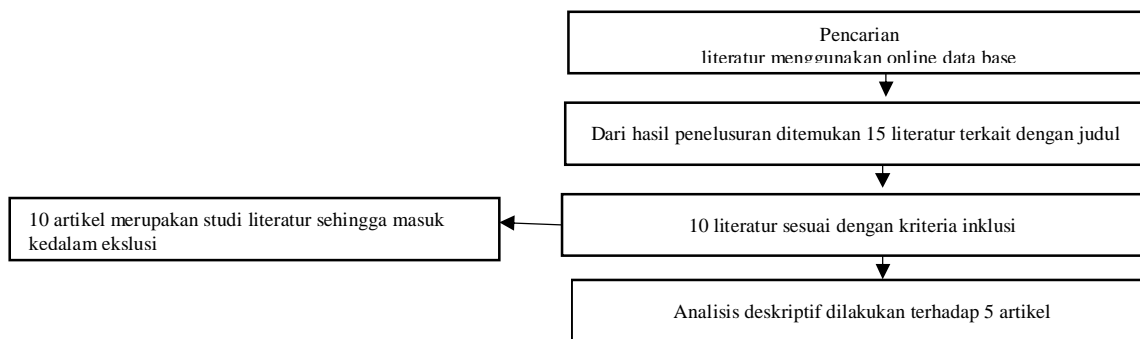 Pencarian
literatur menggunakan online data base
Dari hasil penelusuran ditemukan 15 literatur terkait dengan judul
10 artikel merupakan studi literatur sehingga masuk
kedalam ekslusi
10 literatur sesuai dengan kriteria inklusi
Analisis deskriptif dilakukan terhadap 5 artikel